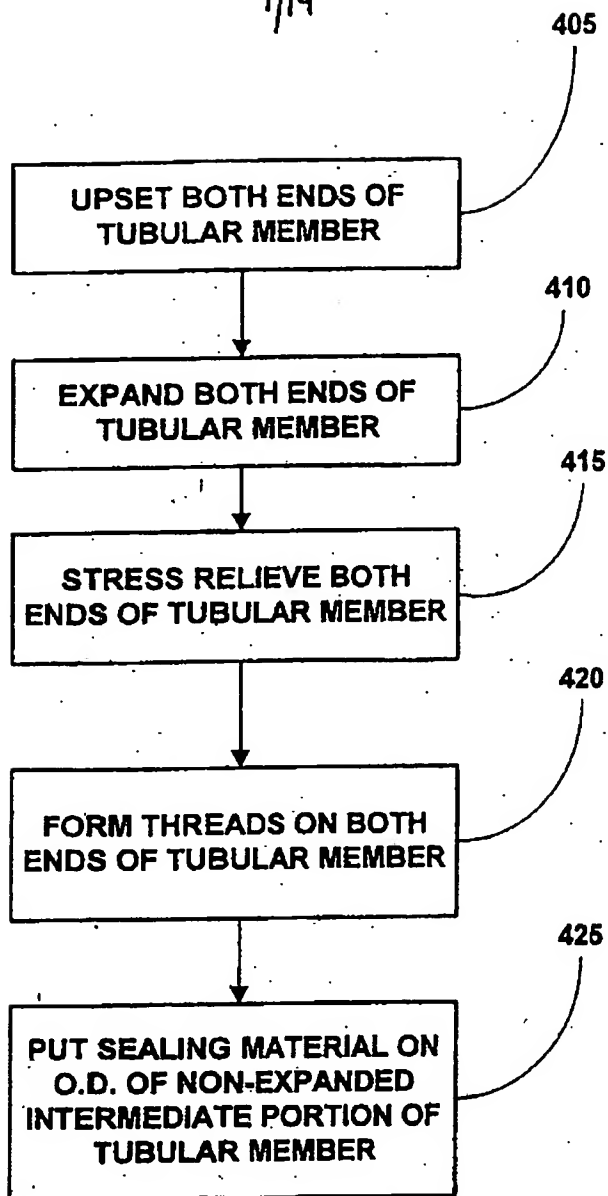 1/19
405
UPSET BOTH ENDS OF
TUBULAR MEMBER
410
EXPAND BOTH ENDS OF
TUBULAR MEMBER
415
STRESS RELIEVE BOTH
ENDS OF TUBULAR MEMBER
420
FORM THREADS ON BOTH
ENDS OF TUBULAR MEMBER
425
PUT SEALING MATERIAL ON
O.D. OF NON-EXPANDED
INTERMEDIATE PORTION OF
TUBULAR MEMBER